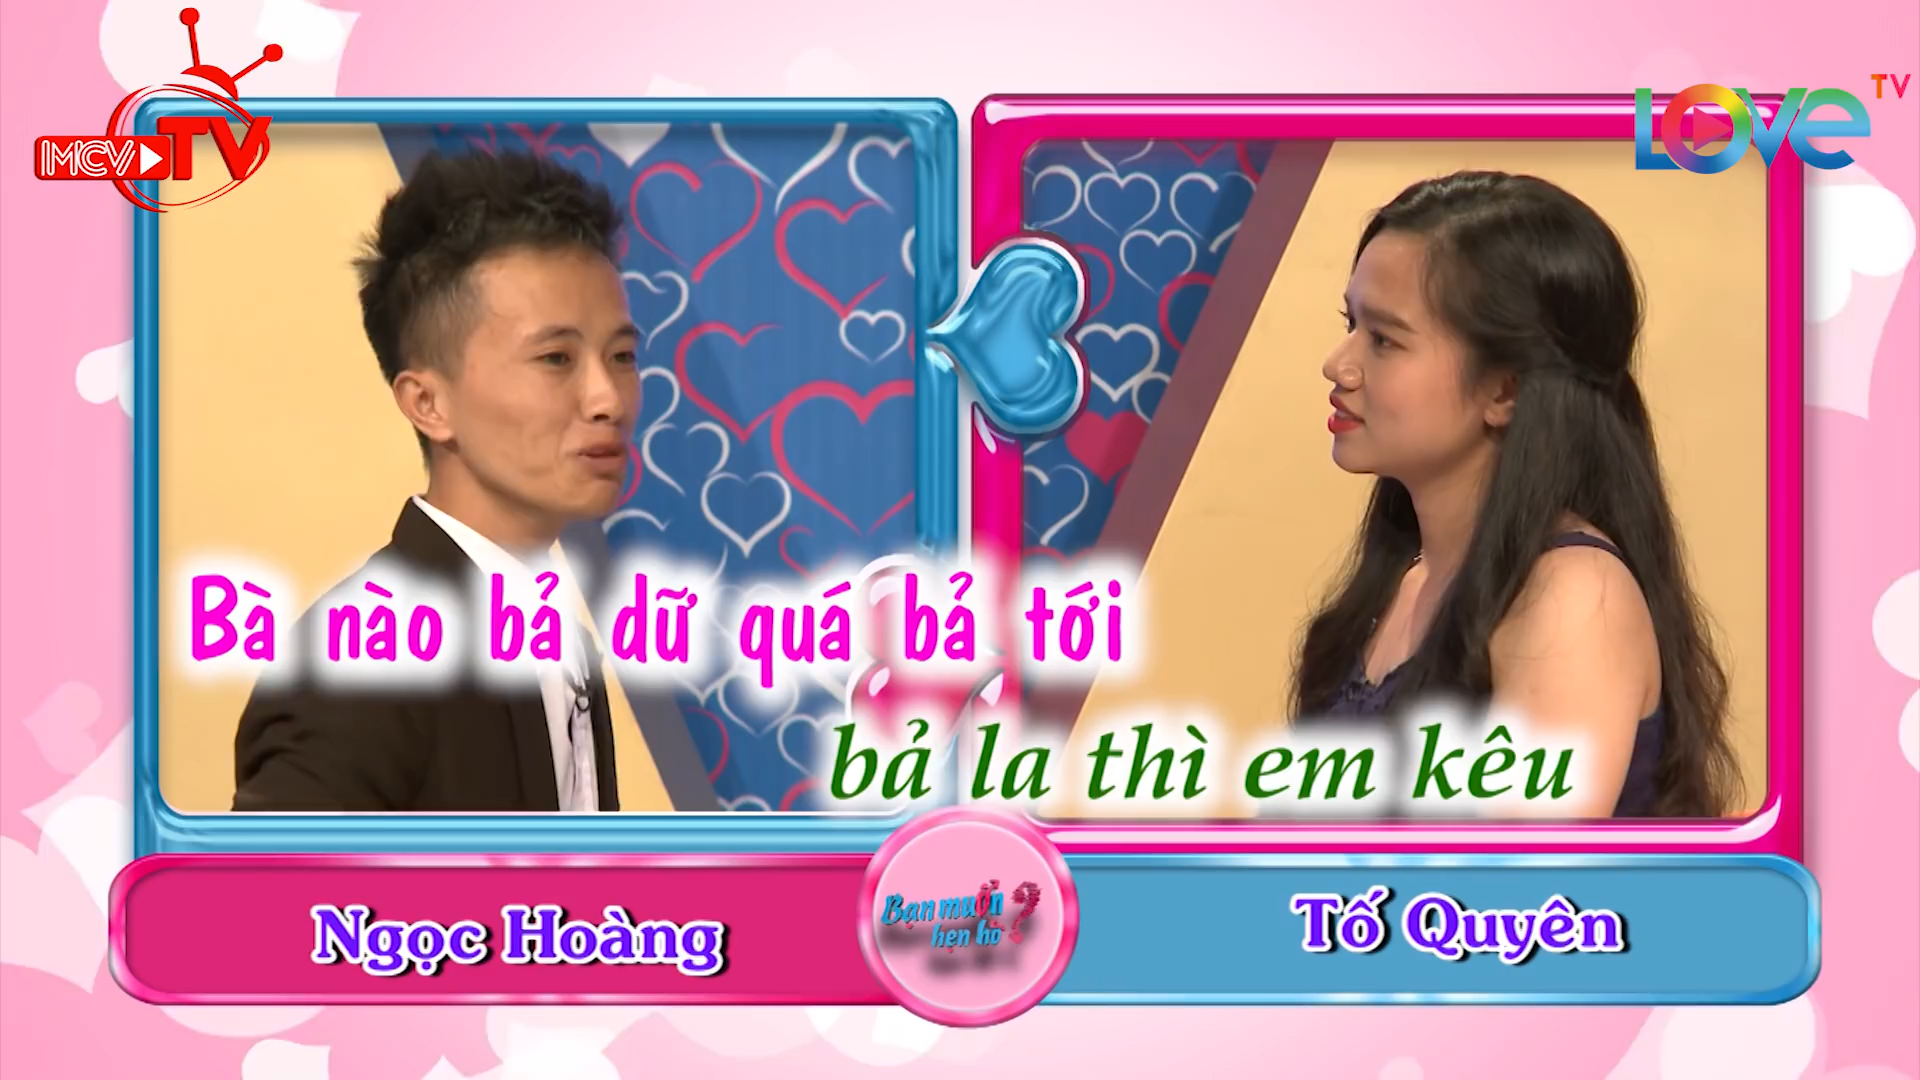 MCV TV
LOVE TV
Bà nào bả dữ quá bả tới
bả la thì em kêu
Ngọc Hoàng
Bạn muốn
hẹn hò ?
Tố Quyên